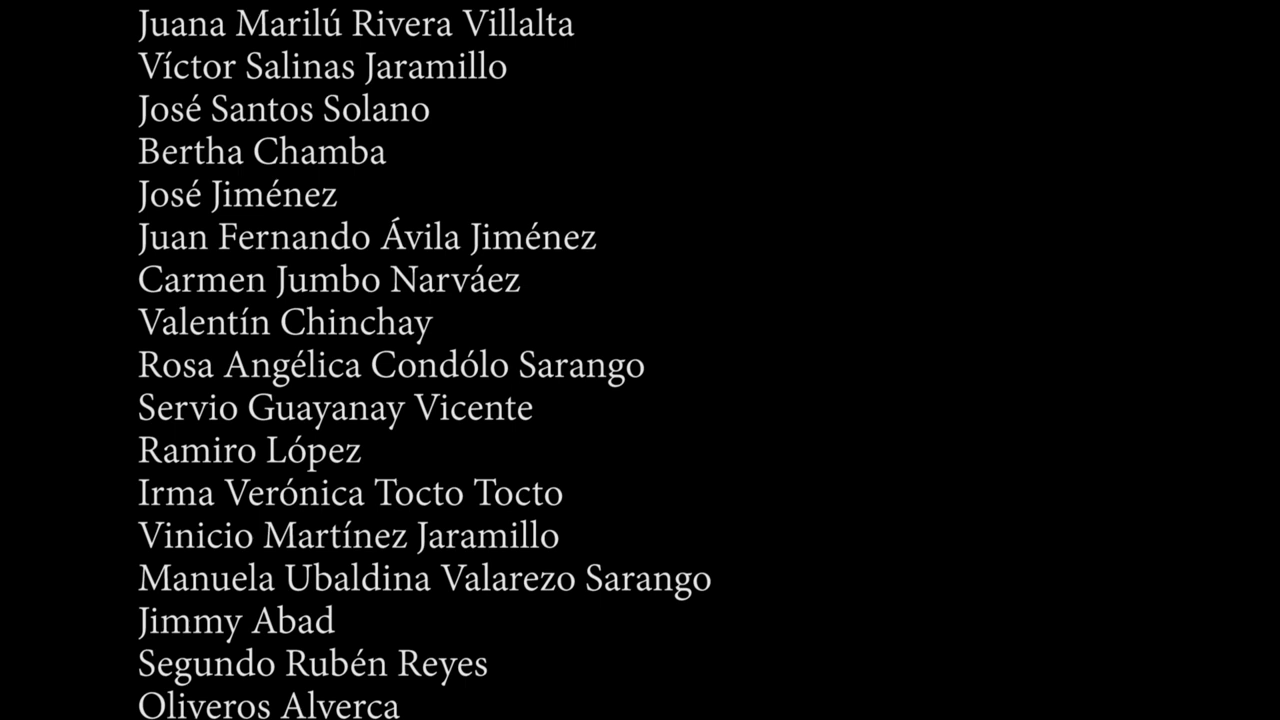 Juana Marilú Rivera Villalta
Víctor Salinas Jaramillo
José Santos Solano
Bertha Chamba
José Jiménez
Juan Fernando Ávila Jiménez
Carmen Jumbo Narváez
Valentín Chinchay
Rosa Angélica Condólo Sarango
Servio Guayanay Vicente
Ramiro López
Irma Verónica Tocto Tocto
Vinicio Martínez Jaramillo
Manuela Ubaldina Valarezo Sarango
Jimmy Abad
Segundo Rubén Reyes
Oliveros Alverca